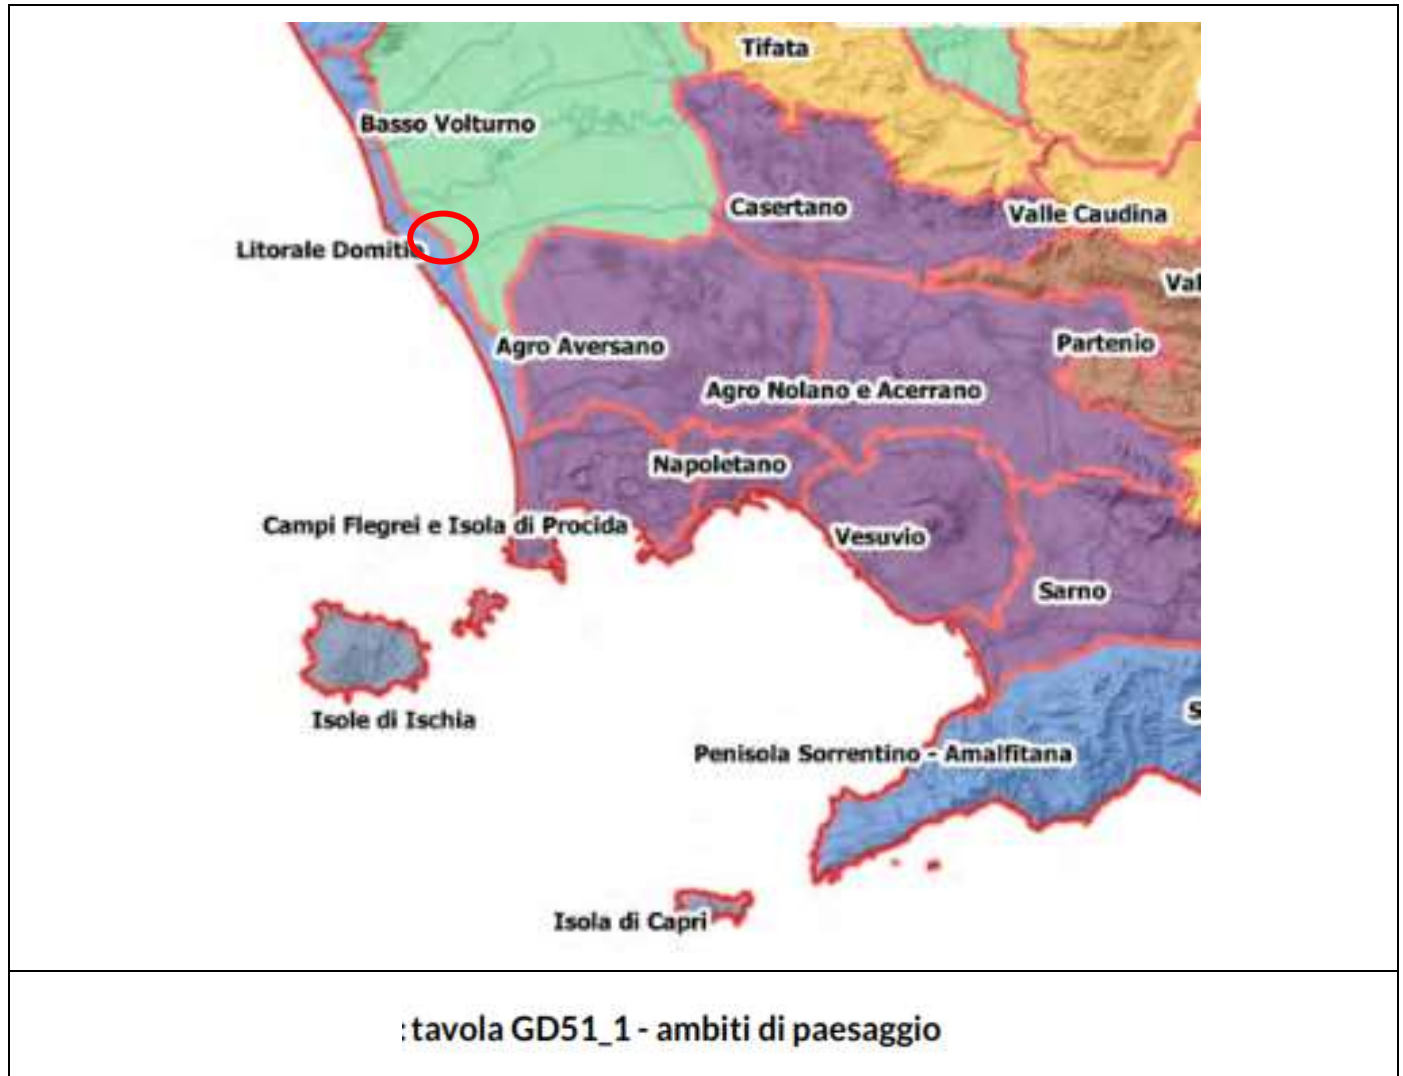 Tifata
Basso Volturno
Casertano
Valle Caudina
Litorale Domitio
Val
Agro Aversano
Partenio
Agro Nolano e Acerrano
Napoletano
Campi Flegrei e Isola di Procida
Vesuvio
Sarno
Isole di Ischia
S
Penisola Sorrentino - Amalfitana
Isola di Capri
: tavola GD51_1 - ambiti di paesaggio